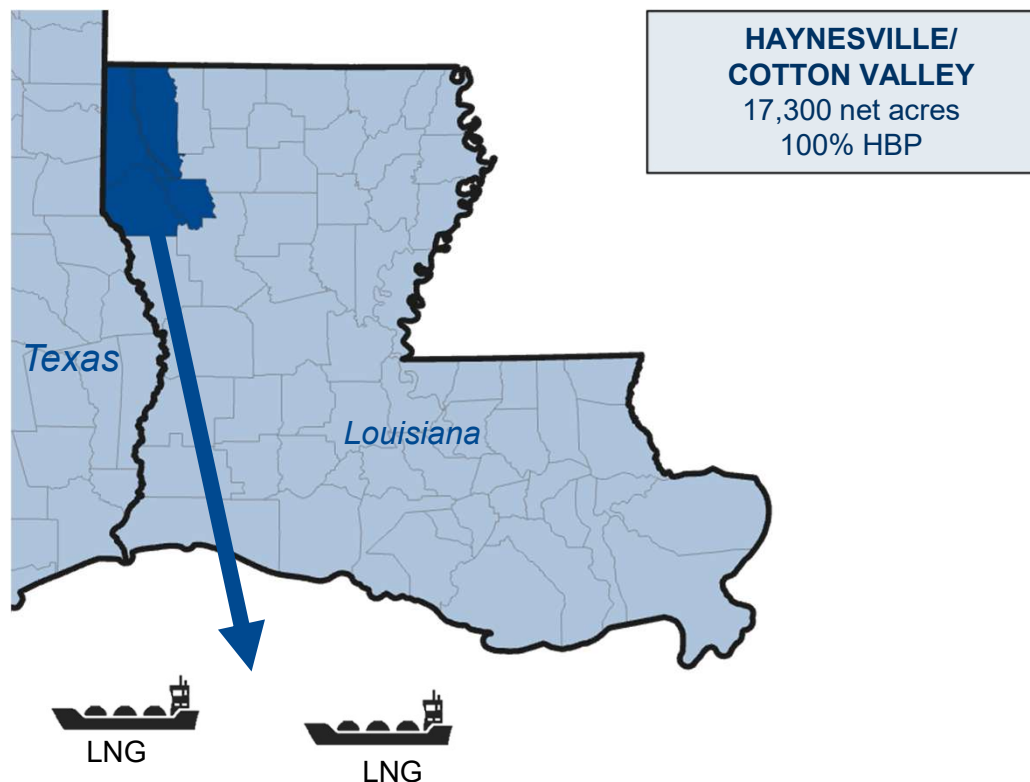 HAYNESVILLE/
COTTON VALLEY
17,300 net acres
100% HBP
Texas
Louisiana
LNG
LNG